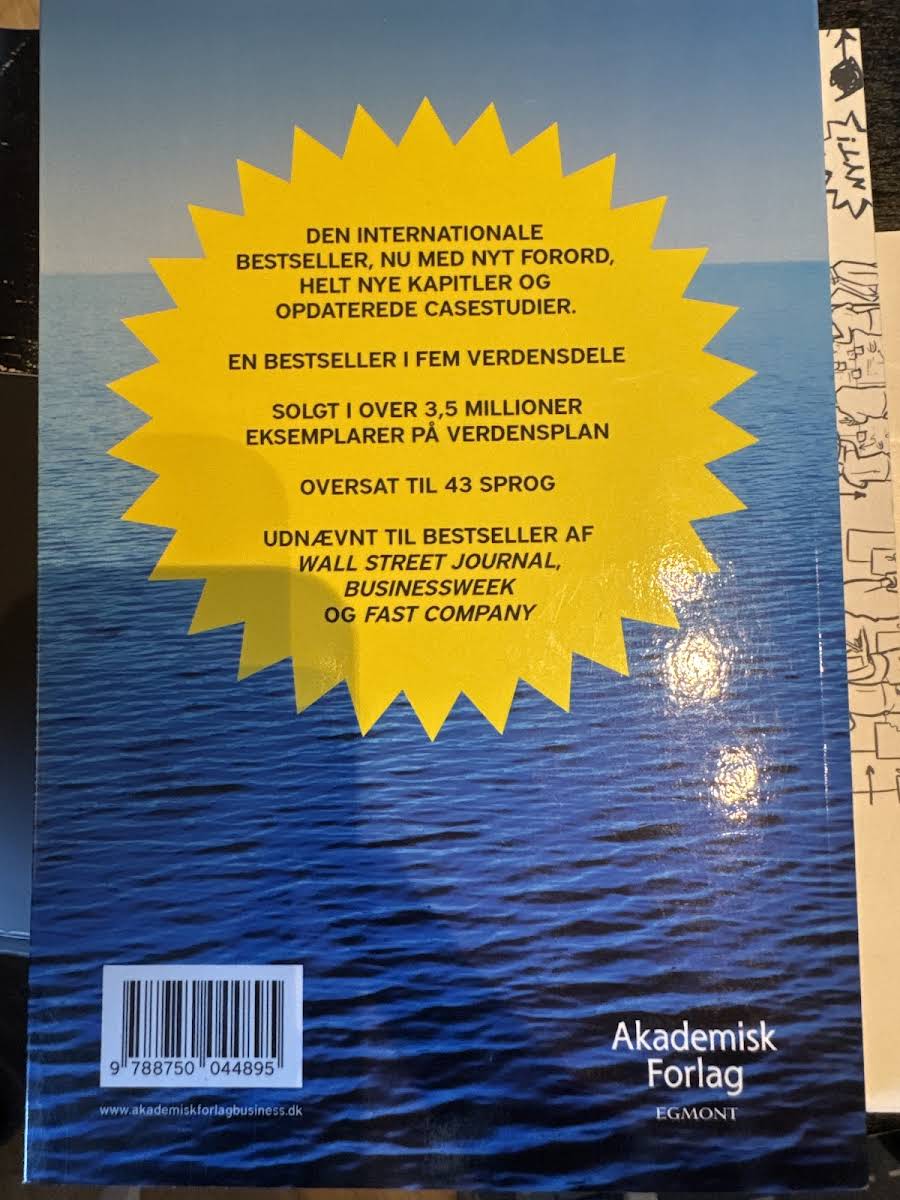 DEN INTERNATIONALE
BESTSELLER, NU MED NYT FORORD,
HELT NYE KAPITLER OG
OPDATEREDE CASESTUDIER.
EN BESTSELLER I FEM VERDENSDELE
SOLGT I OVER 3,5 MILLIONER
EKSEMPLARER PÅ VERDENSPLAN
OVERSAT TIL 43 SPROG
UDNÆVNT TIL BESTSELLER AF
WALL STREET JOURNAL,
BUSINESSWEEK
OG FAST COMPANY
9 788750 044895
www.akademiskforlagbusiness.dk
Akademisk
Forlag
EGMONT